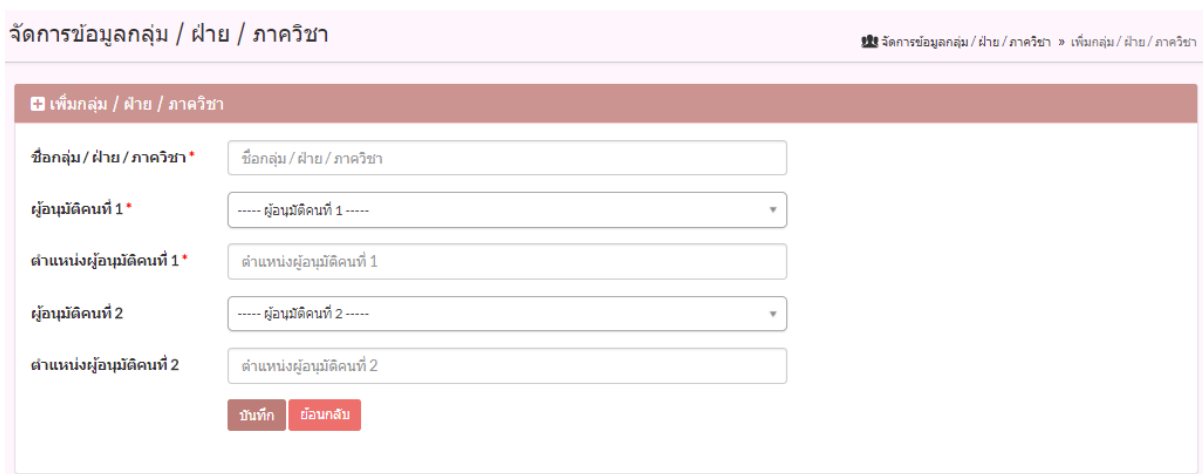 จัดการข้อมูลกลุ่ม / ฝ่าย / ภาควิชา
จัดการข้อมูลกลุ่ม / ฝ่าย / ภาควิชา » เพิ่มกลุ่ม / ฝ่าย / ภาควิชา
เพิ่มกลุ่ม / ฝ่าย / ภาควิชา
ชื่อกลุ่ม / ฝ่าย / ภาควิชา *
ชื่อกลุ่ม / ฝ่าย / ภาควิชา
ผู้อนุมัติคนที่ 1 *
----- ผู้อนุมัติคนที่ 1 -----
ตำแหน่งผู้อนุมัติคนที่ 1 *
ตำแหน่งผู้อนุมัติคนที่ 1
ผู้อนุมัติคนที่ 2
----- ผู้อนุมัติคนที่ 2 -----
ตำแหน่งผู้อนุมัติคนที่ 2
ตำแหน่งผู้อนุมัติคนที่ 2
บันทึก
ย้อนกลับ